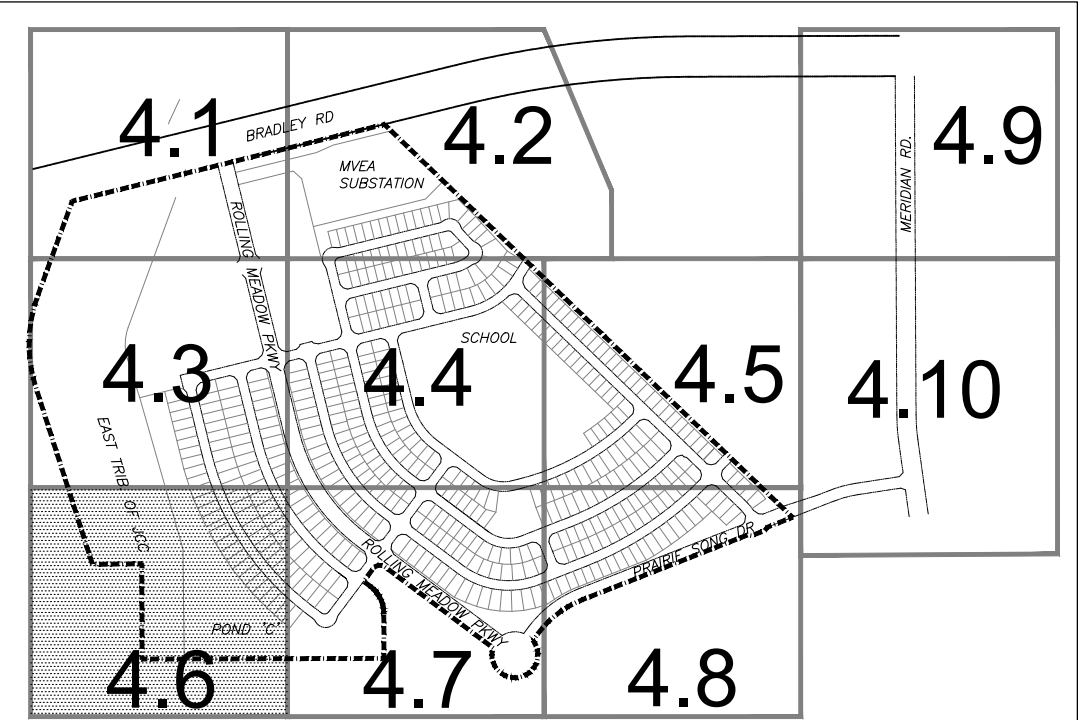 4.1
BRADLEY RD
4.2
4.9
MVEA
SUBSTATION
MERIDIAN RD.
ROLLING MEADOW PKWY
SCHOOL
4.3
4.4
4.5
4.10
EAST TRIB. OF JCC
ROLLING MEADOW PKWY
PRAIRIE SONG DR
POND "C"
4.6
4.7
4.8